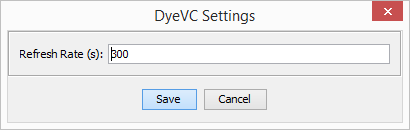 DyeVC Settings
Refresh Rate (s): 300
Save Cancel